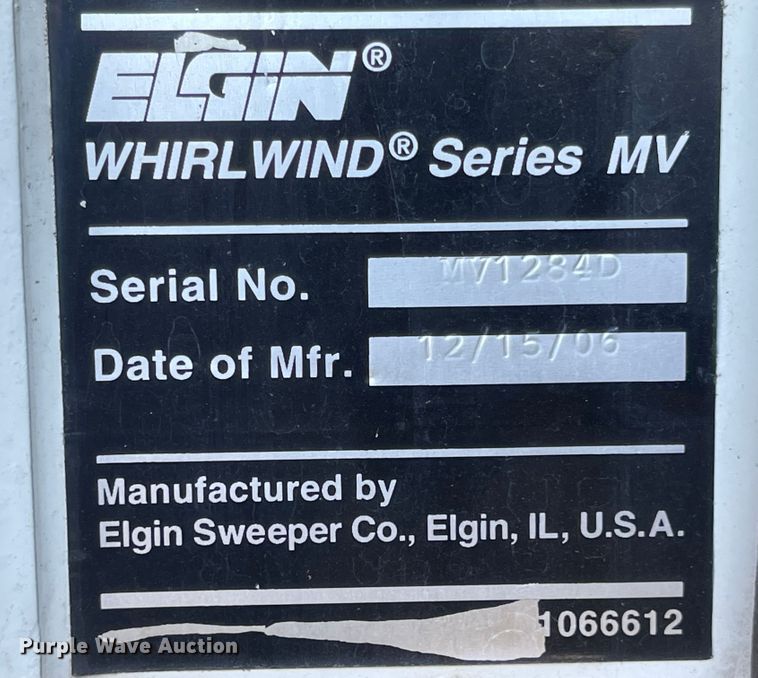 ELGIN®
WHIRLWIND® Series MV
Serial No. MV1284D
Date of Mfr. 12/15/06
Manufactured by
Elgin Sweeper Co., Elgin, IL, U.S.A.
1066612
Purple Wave Auction